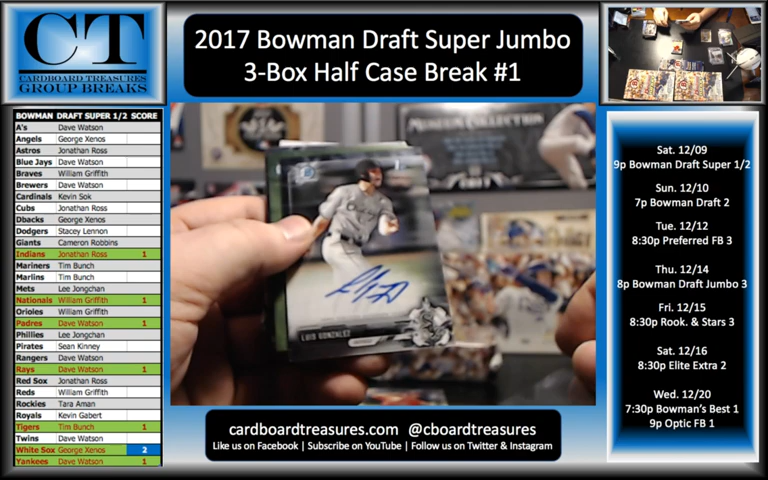 CT
CARDBOARD TREASURES
GROUP BREAKS
2017 Bowman Draft Super Jumbo
3-Box Half Case Break #1
BOWMAN DRAFT SUPER 1/2 SCORE
A's Dave Watson
Angels George Xenos
Astros Jonathan Ross
Blue Jays Dave Watson
Braves William Griffith
Brewers Dave Watson
Cardinals Kevin Sok
Cubs Jonathan Ross
Dbacks George Xenos
Dodgers Stacey Lennon
Giants Cameron Robbins
Indians Jonathan Ross 1
Mariners Tim Bunch
Marlins Tim Bunch
Mets Lee Jongchan
Nationals William Griffith 1
Orioles William Griffith
Padres Dave Watson 1
Phillies Lee Jongchan
Pirates Sean Kinney
Rangers Dave Watson
Rays Dave Watson 1
Red Sox Jonathan Ross
Reds William Griffith
Rockies Tara Aman
Royals Kevin Gabert
Tigers Tim Bunch 1
Twins Dave Watson
White Sox George Xenos 2
Yankees Dave Watson 1
MUSEUM COLLECTION
LUIS GONZALEZ
cardboardtreasures.com @cboardtreasures
Like us on Facebook | Subscribe on YouTube | Follow us on Twitter & Instagram
Sat. 12/09
9p Bowman Draft Super 1/2
Sun. 12/10
7p Bowman Draft 2
Tue. 12/12
8:30p Preferred FB 3
Thu. 12/14
8p Bowman Draft Jumbo 3
Fri. 12/15
8:30p Rook. & Stars 3
Sat. 12/16
8:30p Elite Extra 2
Wed. 12/20
7:30p Bowman's Best 1
9p Optic FB 1